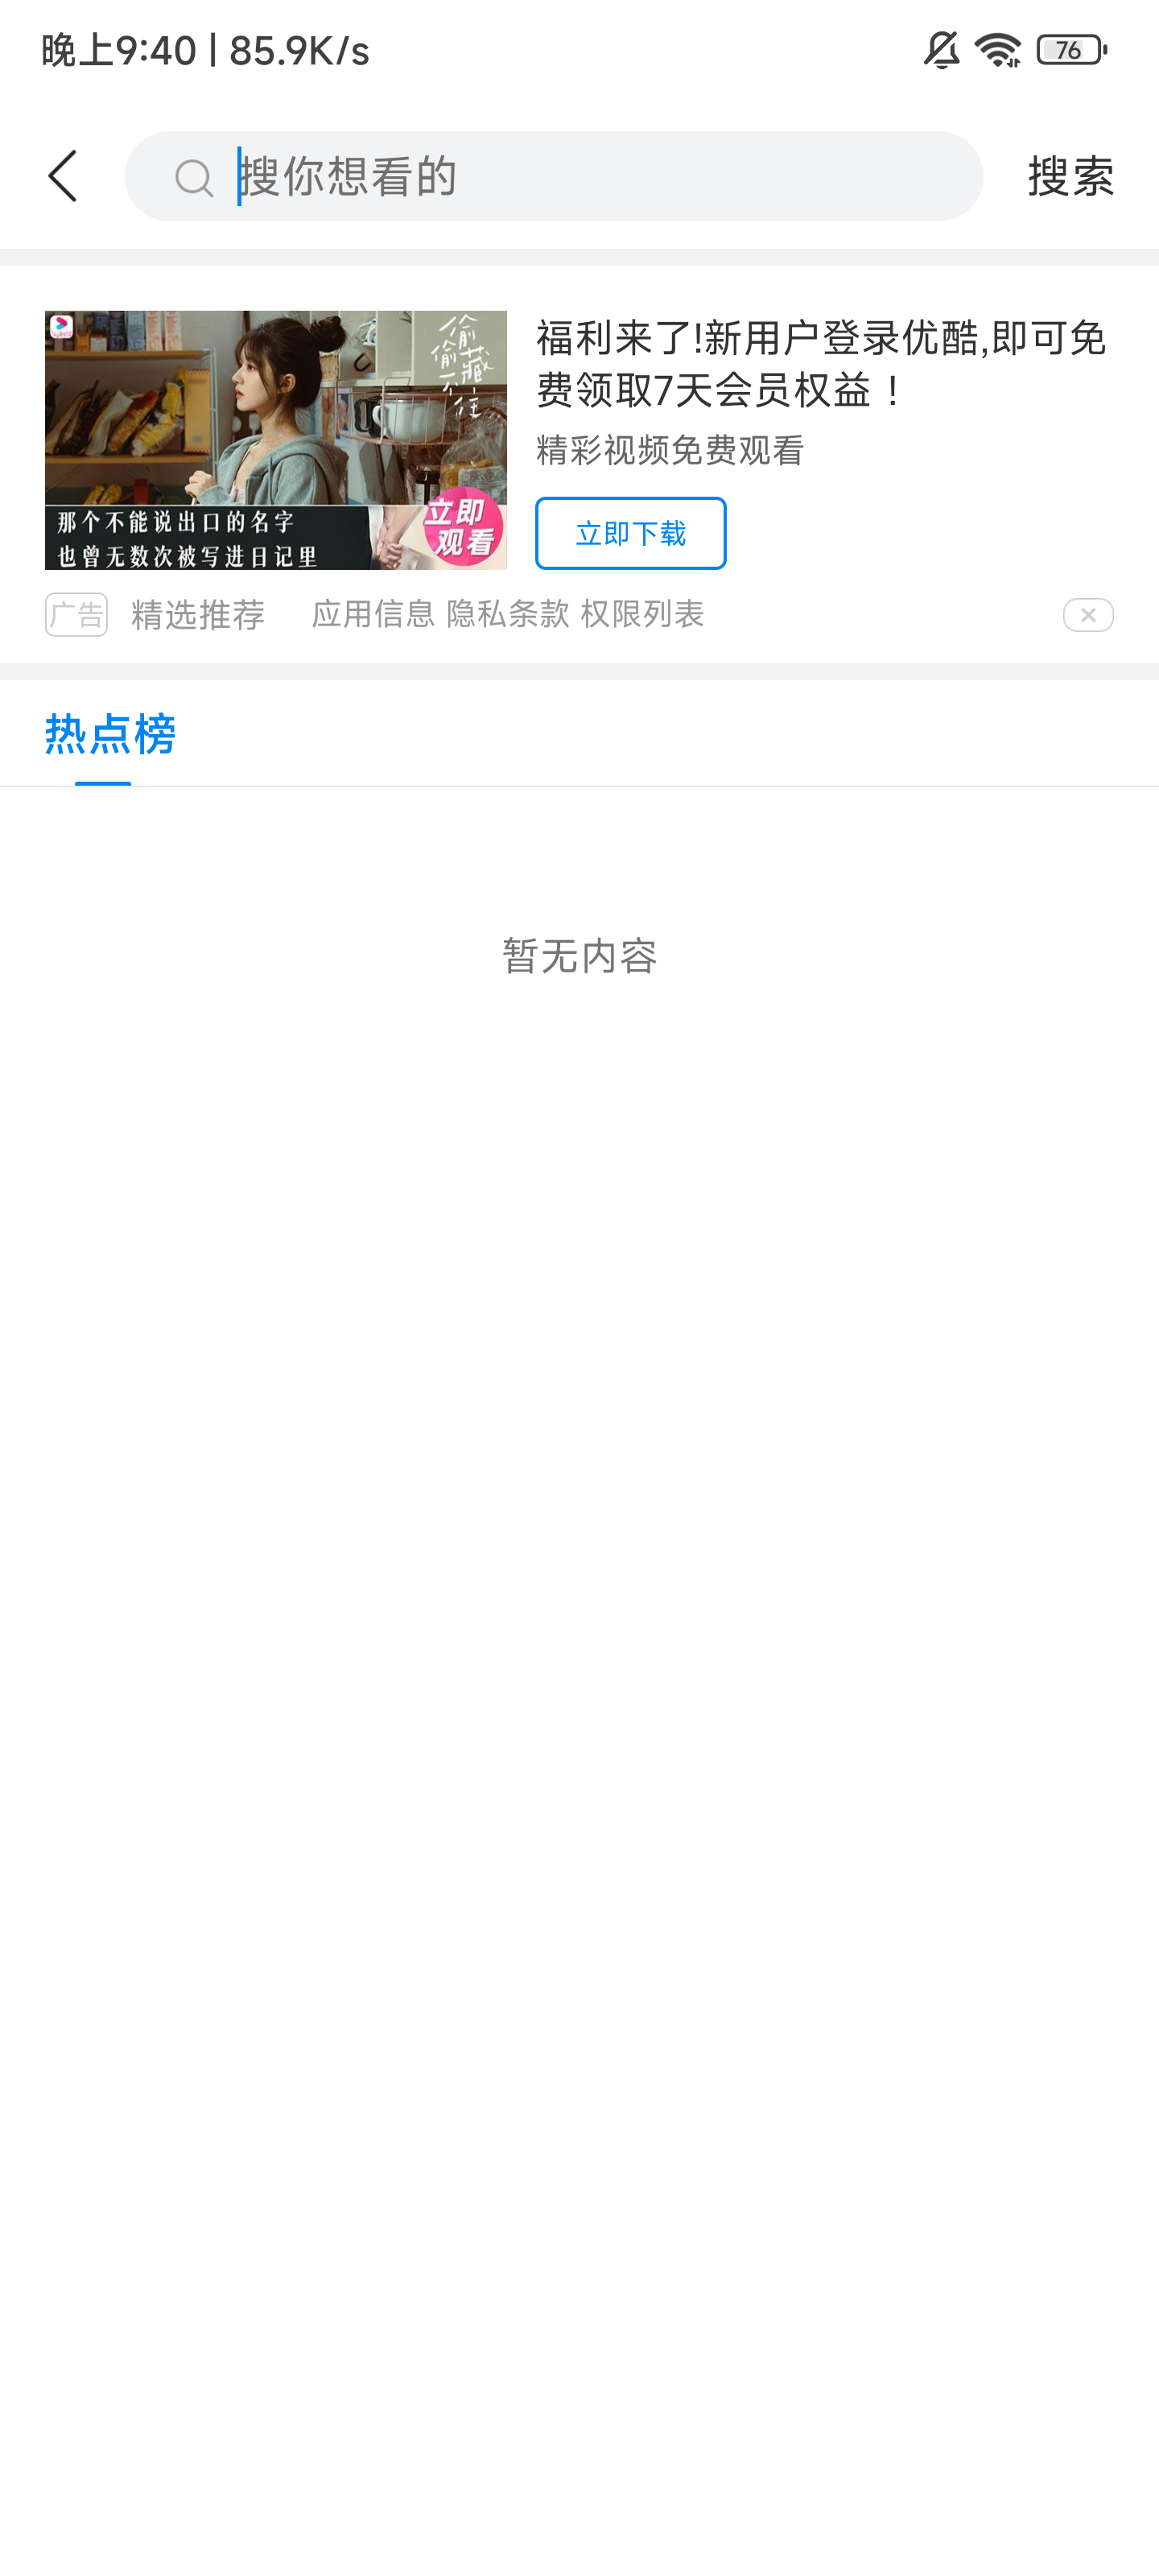 晚上9:40 | 85.9K/s
76
搜你想看的
搜索
偷偷藏不住
那个不能说出口的名字
也曾无数次被写进日记里
立即
观看
福利来了!新用户登录优酷,即可免
费领取7天会员权益！
精彩视频免费观看
立即下载
广告 精选推荐 应用信息 隐私条款 权限列表
热点榜
暂无内容